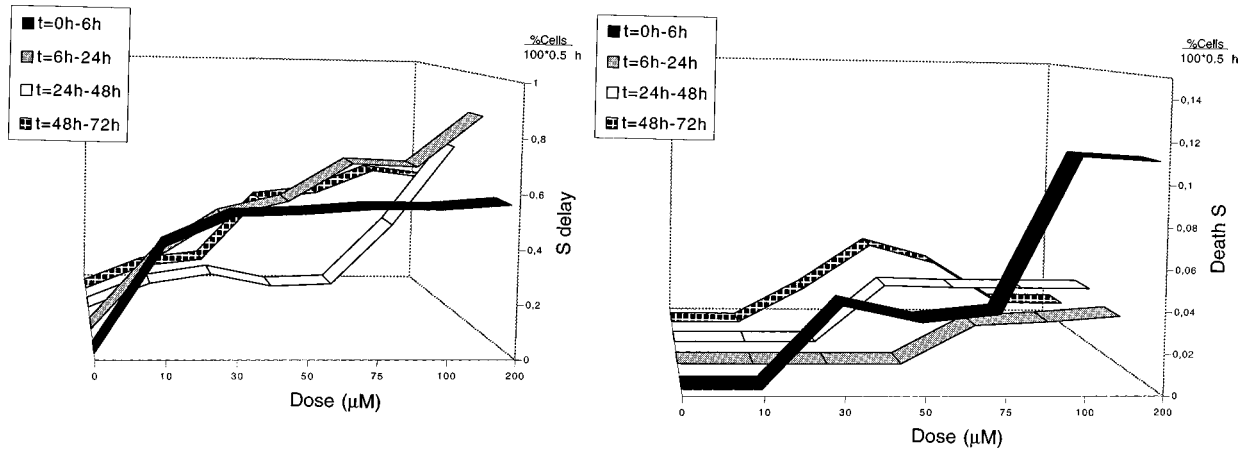 t=0h-6h
t=6h-24h
t=24h-48h
t=48h-72h
%Cells
100*0.5 h
1
0,8
0,6
0,4
0,2
0
S delay
0 10 30 50 75 100 200
Dose (µM)
t=0h-6h
t=6h-24h
t=24h-48h
t=48h-72h
%Cells
100*0.5 h
0,14
0,12
0,1
0,08
0,06
0,04
0,02
0
Death S
0 10 30 50 75 100 200
Dose (µM)